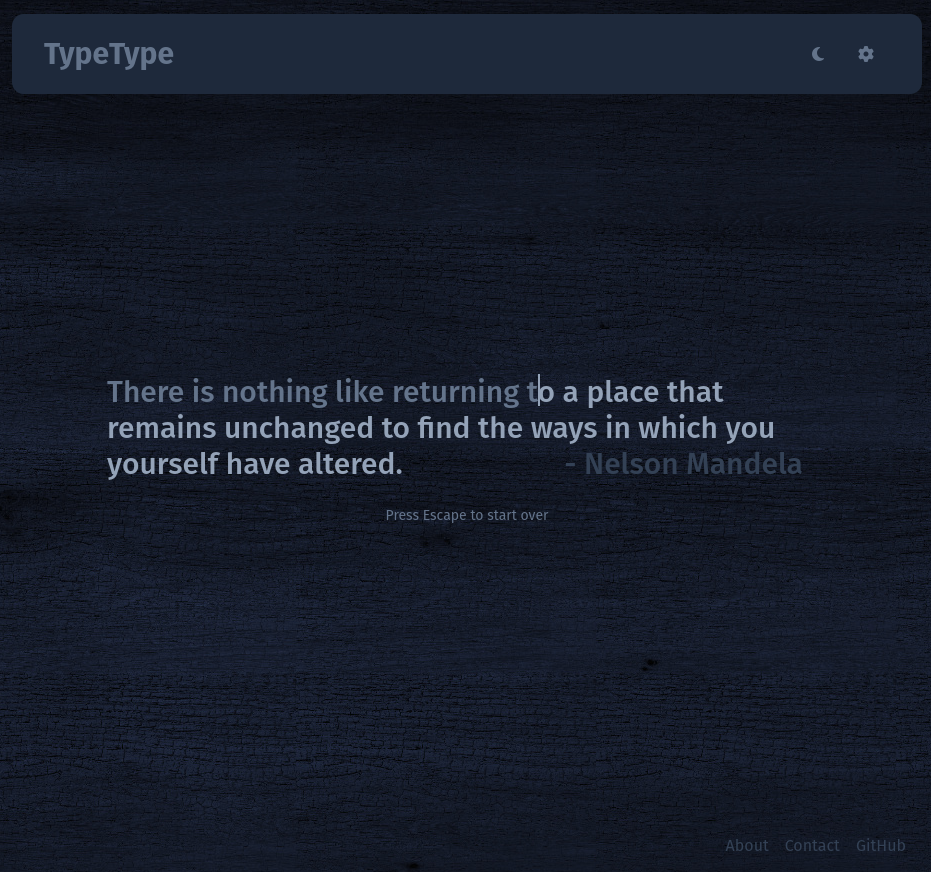 TypeType
There is nothing like returning to a place that
remains unchanged to find the ways in which you
yourself have altered. - Nelson Mandela
Press Escape to start over
About Contact GitHub